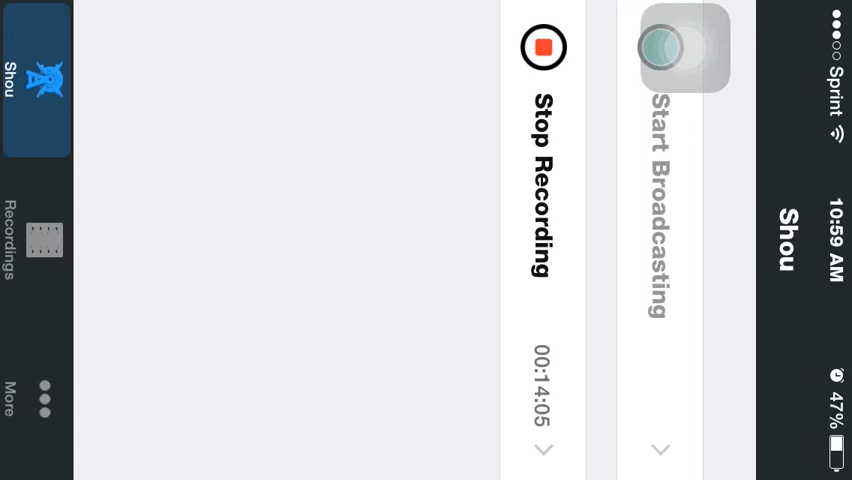 Sprint 10:59 AM 47%
Shou
Start Broadcasting
Stop Recording 00:14:05
Shou Recordings More